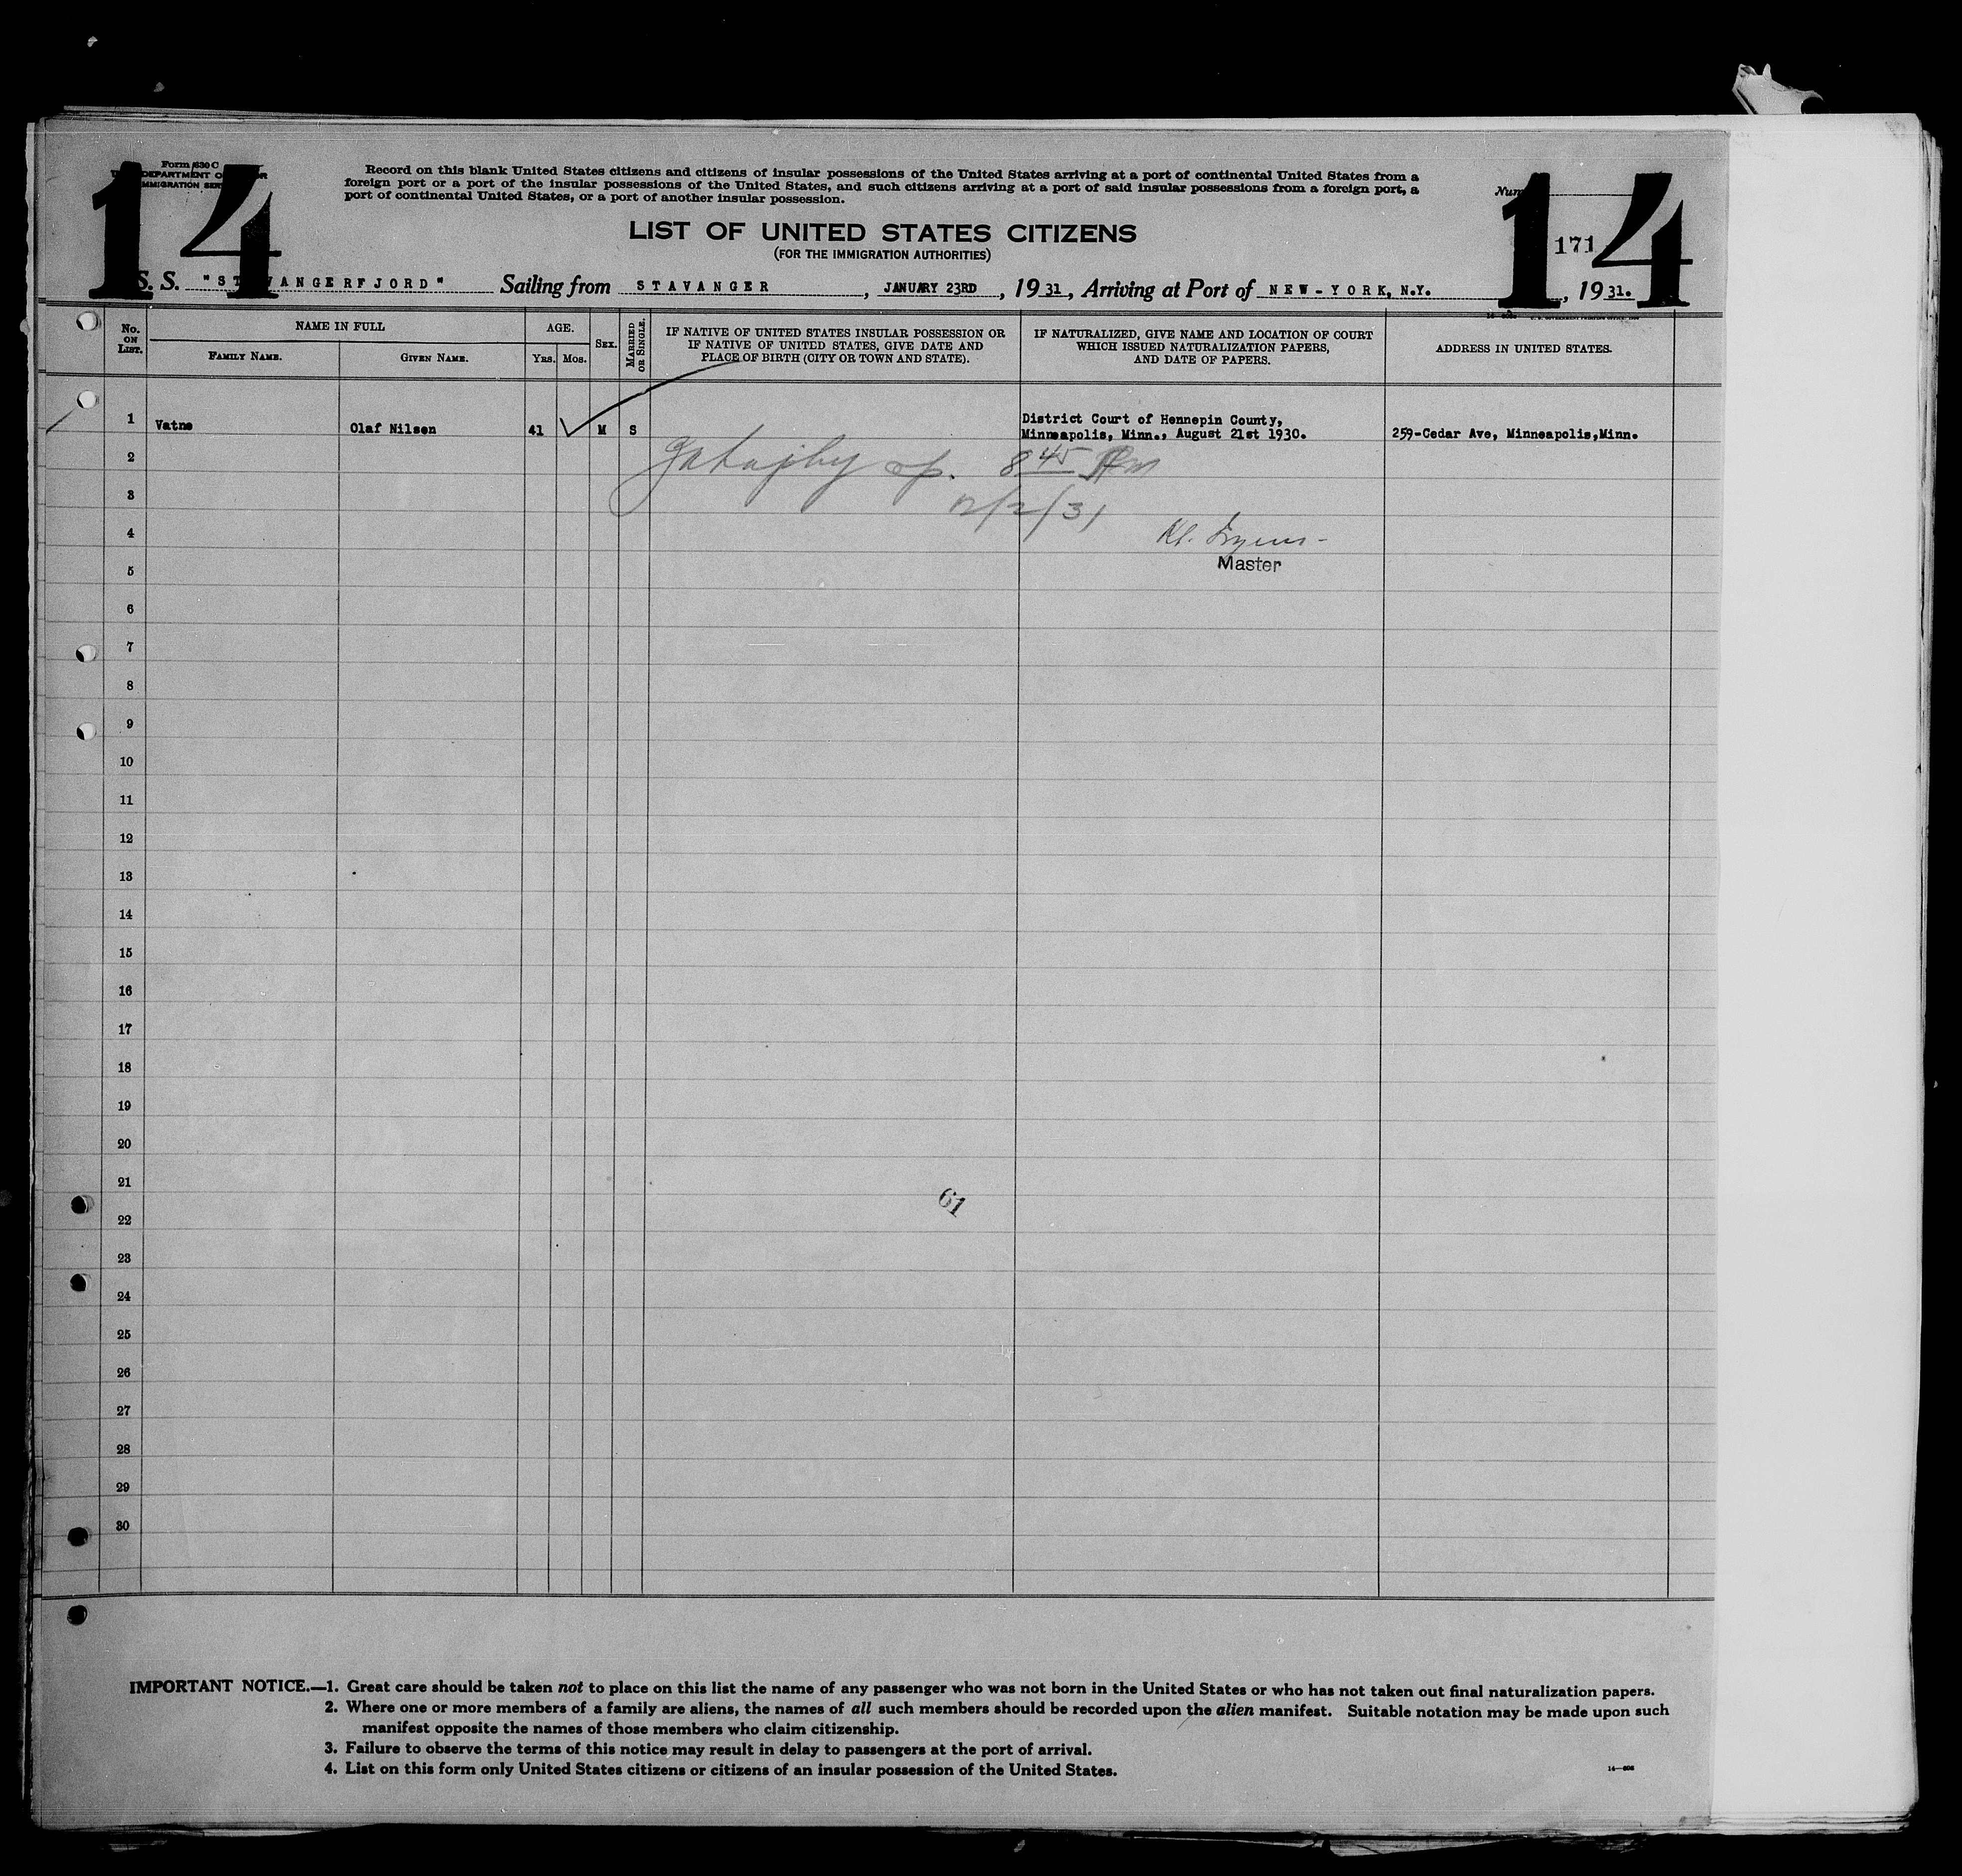 14
Form 630 C
Record on this blank United States citizens and citizens of insular possessions of the United States arriving at a port of continental United States from a
foreign port or a port of the insular possessions of the United States, and such citizens arriving at a port of said insular possessions from a foreign port, a
port of continental United States, or a port of another insular possession.
14
171
LIST OF UNITED STATES CITIZENS
(FOR THE IMMIGRATION AUTHORITIES)
S. S. "STAVANGERFJORD" Sailing from STAVANGER, JANUARY 23RD, 1931, Arriving at Port of NEW-YORK, N.Y. , 1931.
No. ON LIST.
NAME IN FULL
FAMILY NAME.
GIVEN NAME.
AGE.
YRS.
MOS.
SEX.
MARRIED OR SINGLE.
IF NATIVE OF UNITED STATES INSULAR POSSESSION OR
IF NATIVE OF UNITED STATES, GIVE DATE AND
PLACE OF BIRTH (CITY OR TOWN AND STATE).
IF NATURALIZED, GIVE NAME AND LOCATION OF COURT
WHICH ISSUED NATURALIZATION PAPERS,
AND DATE OF PAPERS.
ADDRESS IN UNITED STATES.
District Court of Hennepin County,
1 Vatne Olaf Nilsen 41 M S Minneapolis, Minn., August 21st 1930. 259-Cedar Ave, Minneapolis,Minn.
2
8 45 Pm
3
12/2/31
4
5
Master
6
7
8
9
10
11
12
13
14
15
16
17
18
19
20
21
61
22
23
24
25
26
27
28
29
30
IMPORTANT NOTICE.—1. Great care should be taken not to place on this list the name of any passenger who was not born in the United States or who has not taken out final naturalization papers.
2. Where one or more members of a family are aliens, the names of all such members should be recorded upon the alien manifest. Suitable notation may be made upon such
manifest opposite the names of those members who claim citizenship.
3. Failure to observe the terms of this notice may result in delay to passengers at the port of arrival.
4. List on this form only United States citizens or citizens of an insular possession of the United States.